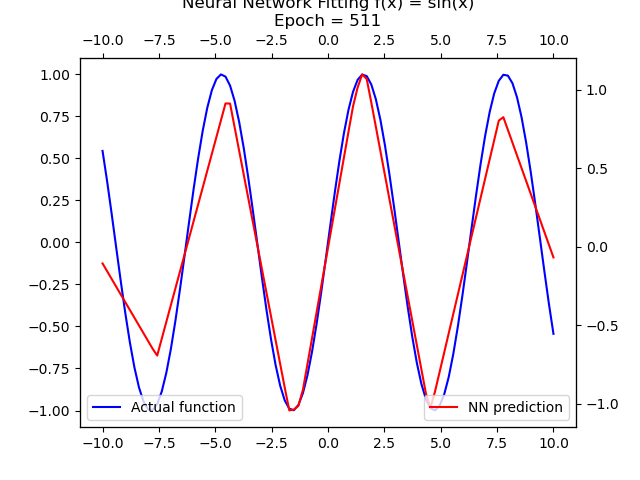 Neural Network Fitting f(x) = sin(x)
Epoch = 511
−10.0 −7.5 −5.0 −2.5 0.0 2.5 5.0 7.5 10.0
1.00
0.75
0.50
0.25
0.00
−0.25
−0.50
−0.75
−1.00
1.0
0.5
0.0
−0.5
−1.0
Actual function
NN prediction
−10.0 −7.5 −5.0 −2.5 0.0 2.5 5.0 7.5 10.0